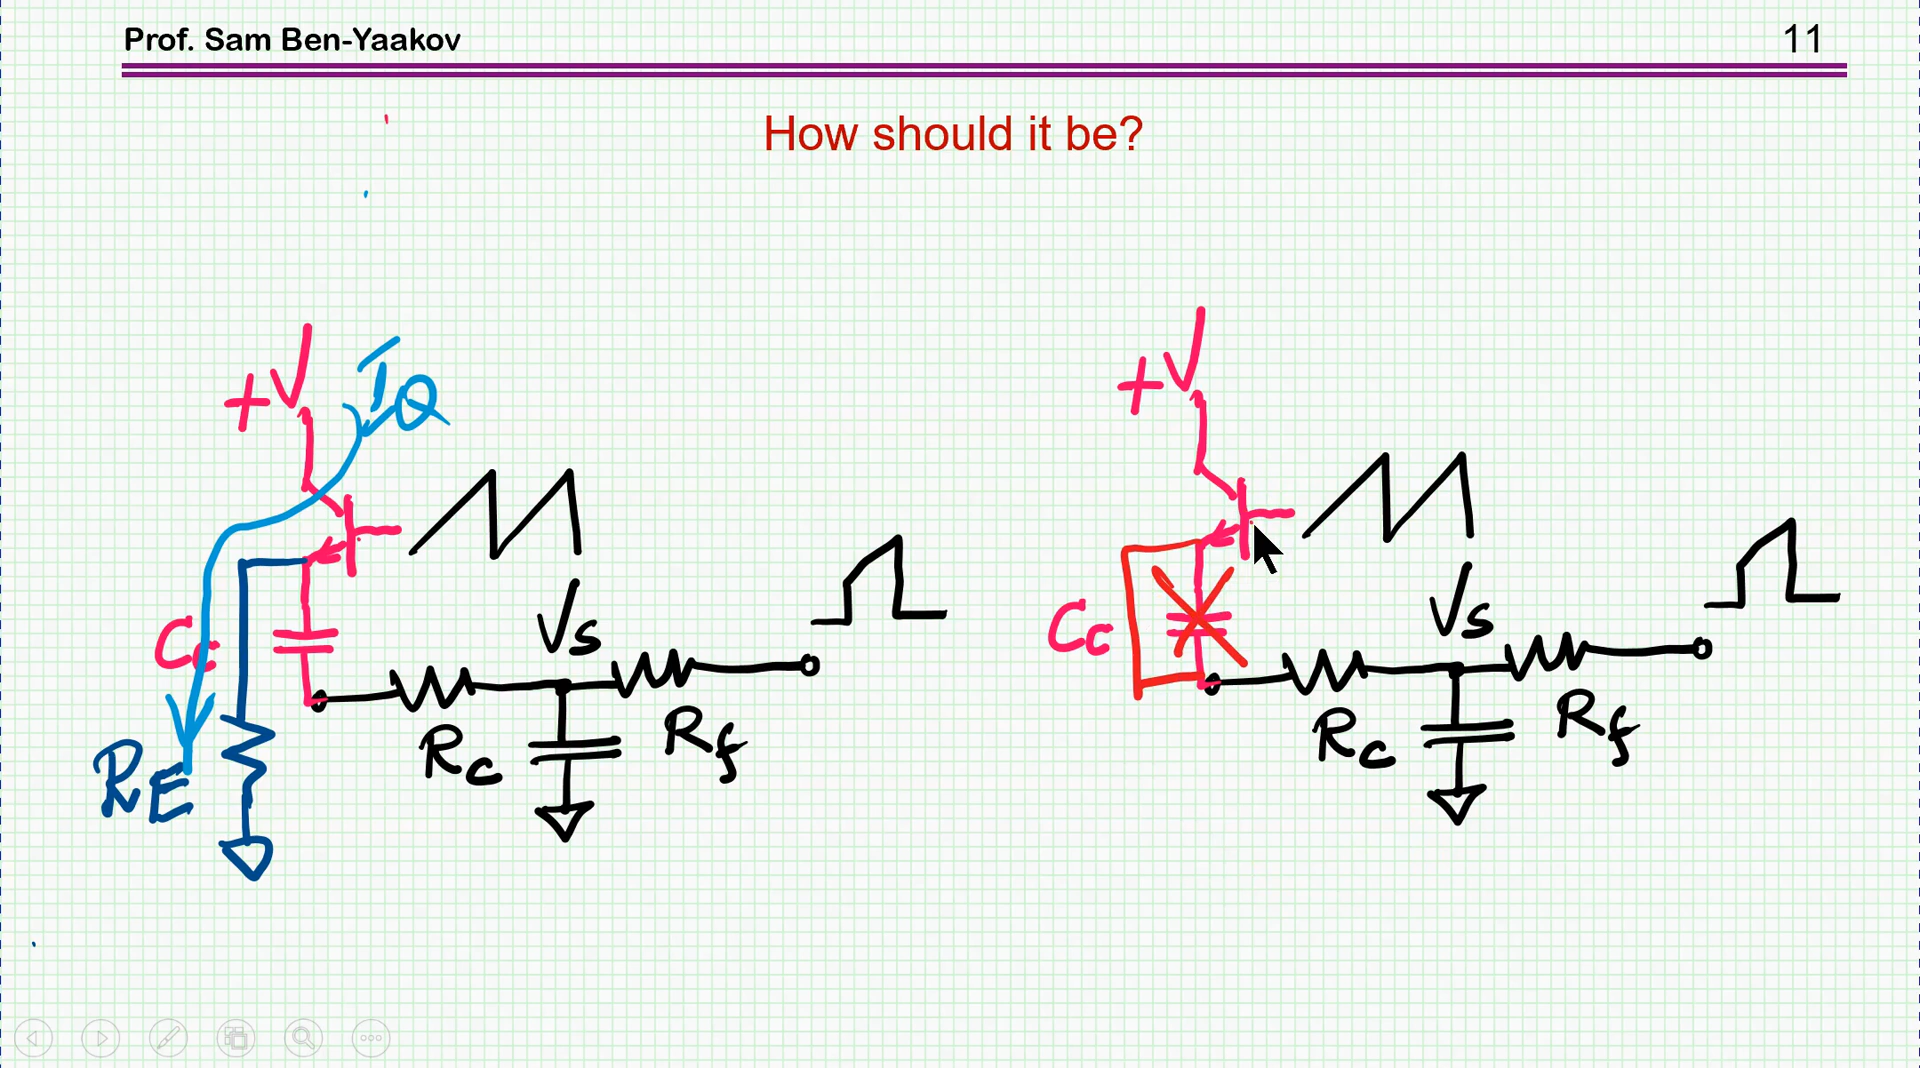 Prof. Sam Ben-Yaakov
11
How should it be?
+V
IQ
Cc
RE
Rc
Vs
Rf
+V
Cc
Rc
Vs
Rf